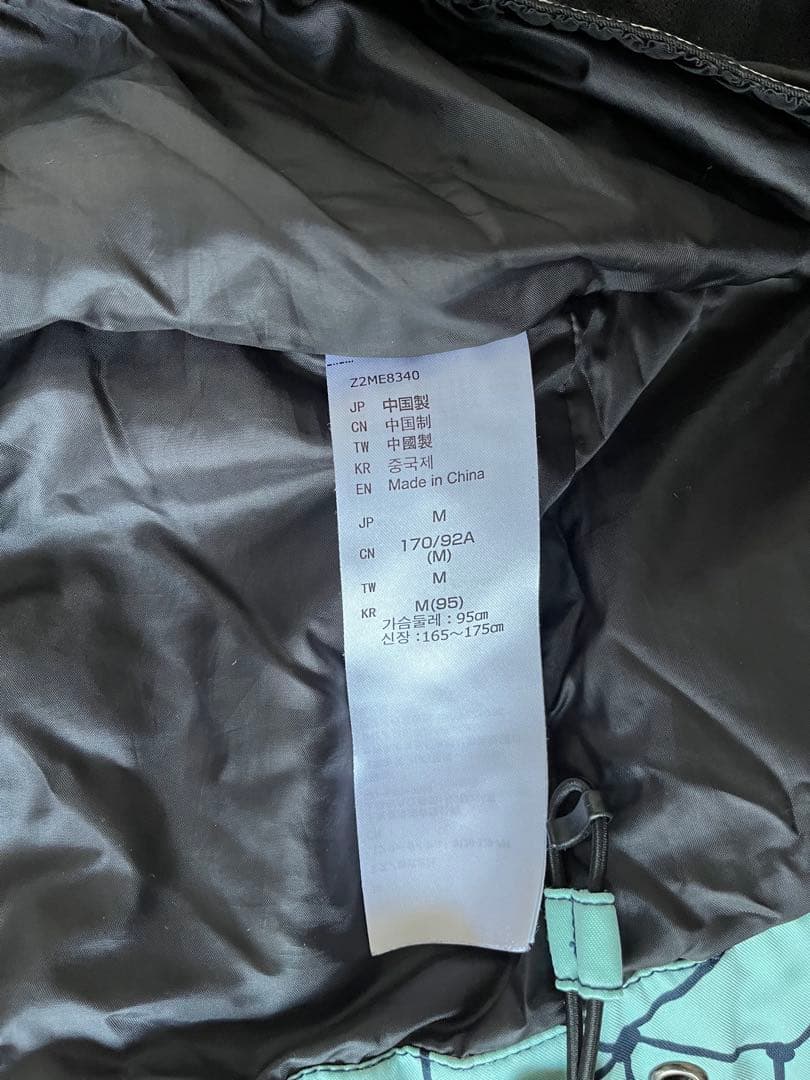 Z2ME8340
JP 中国製
CN 中国制
TW 中國製
KR 중국제
EN Made in China
JP M
CN 170/92A
(M)
TW M
KR M(95)
가슴둘레 : 95㎝
신장 : 165～175㎝